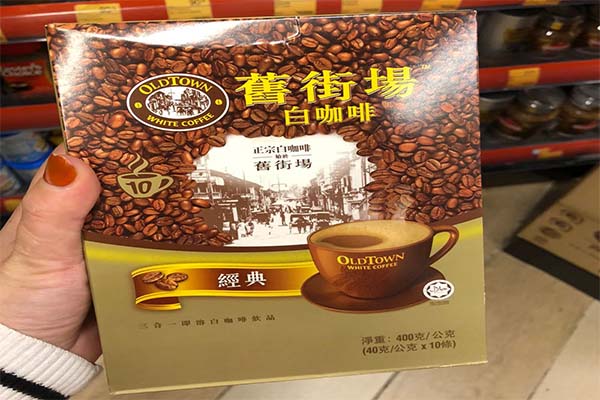 OLDTOWN
WHITE COFFEE
舊街場™
白咖啡
正宗白咖啡
始於
舊街場
10
OLDTOWN
WHITE COFFEE
經典
三合一即溶白咖啡飲品
淨重: 400克/公克
(40克/公克 x 10條)